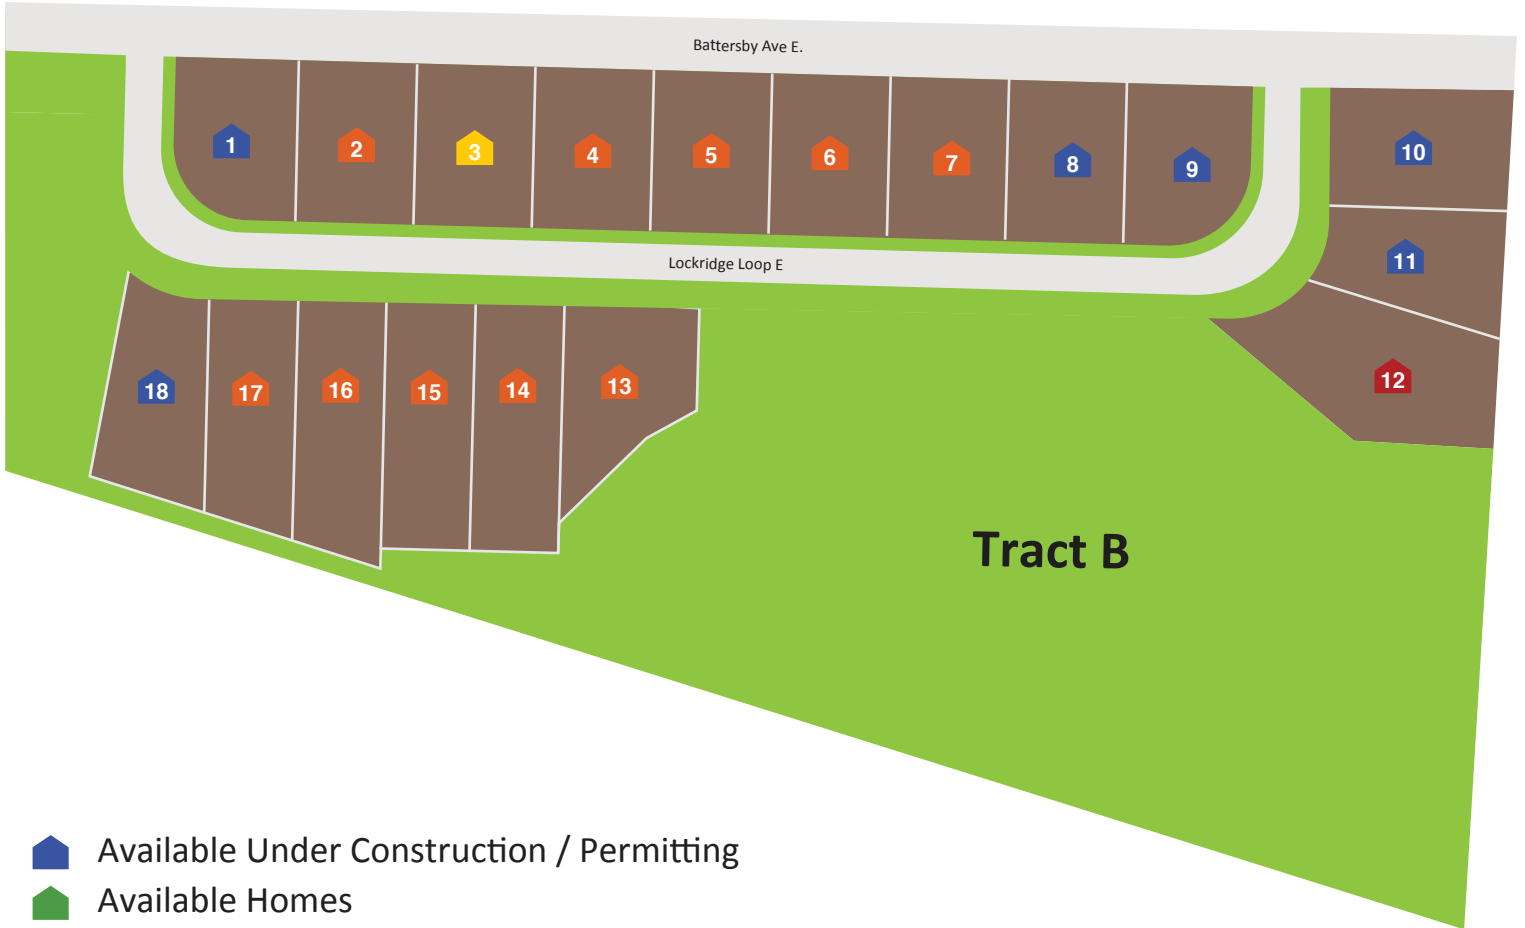 Battersby Ave E.
1 2 3 4 5 6 7 8 9 10
11
Lockridge Loop E
18 17 16 15 14 13 12
Tract B
Available Under Construction / Permitting
Available Homes